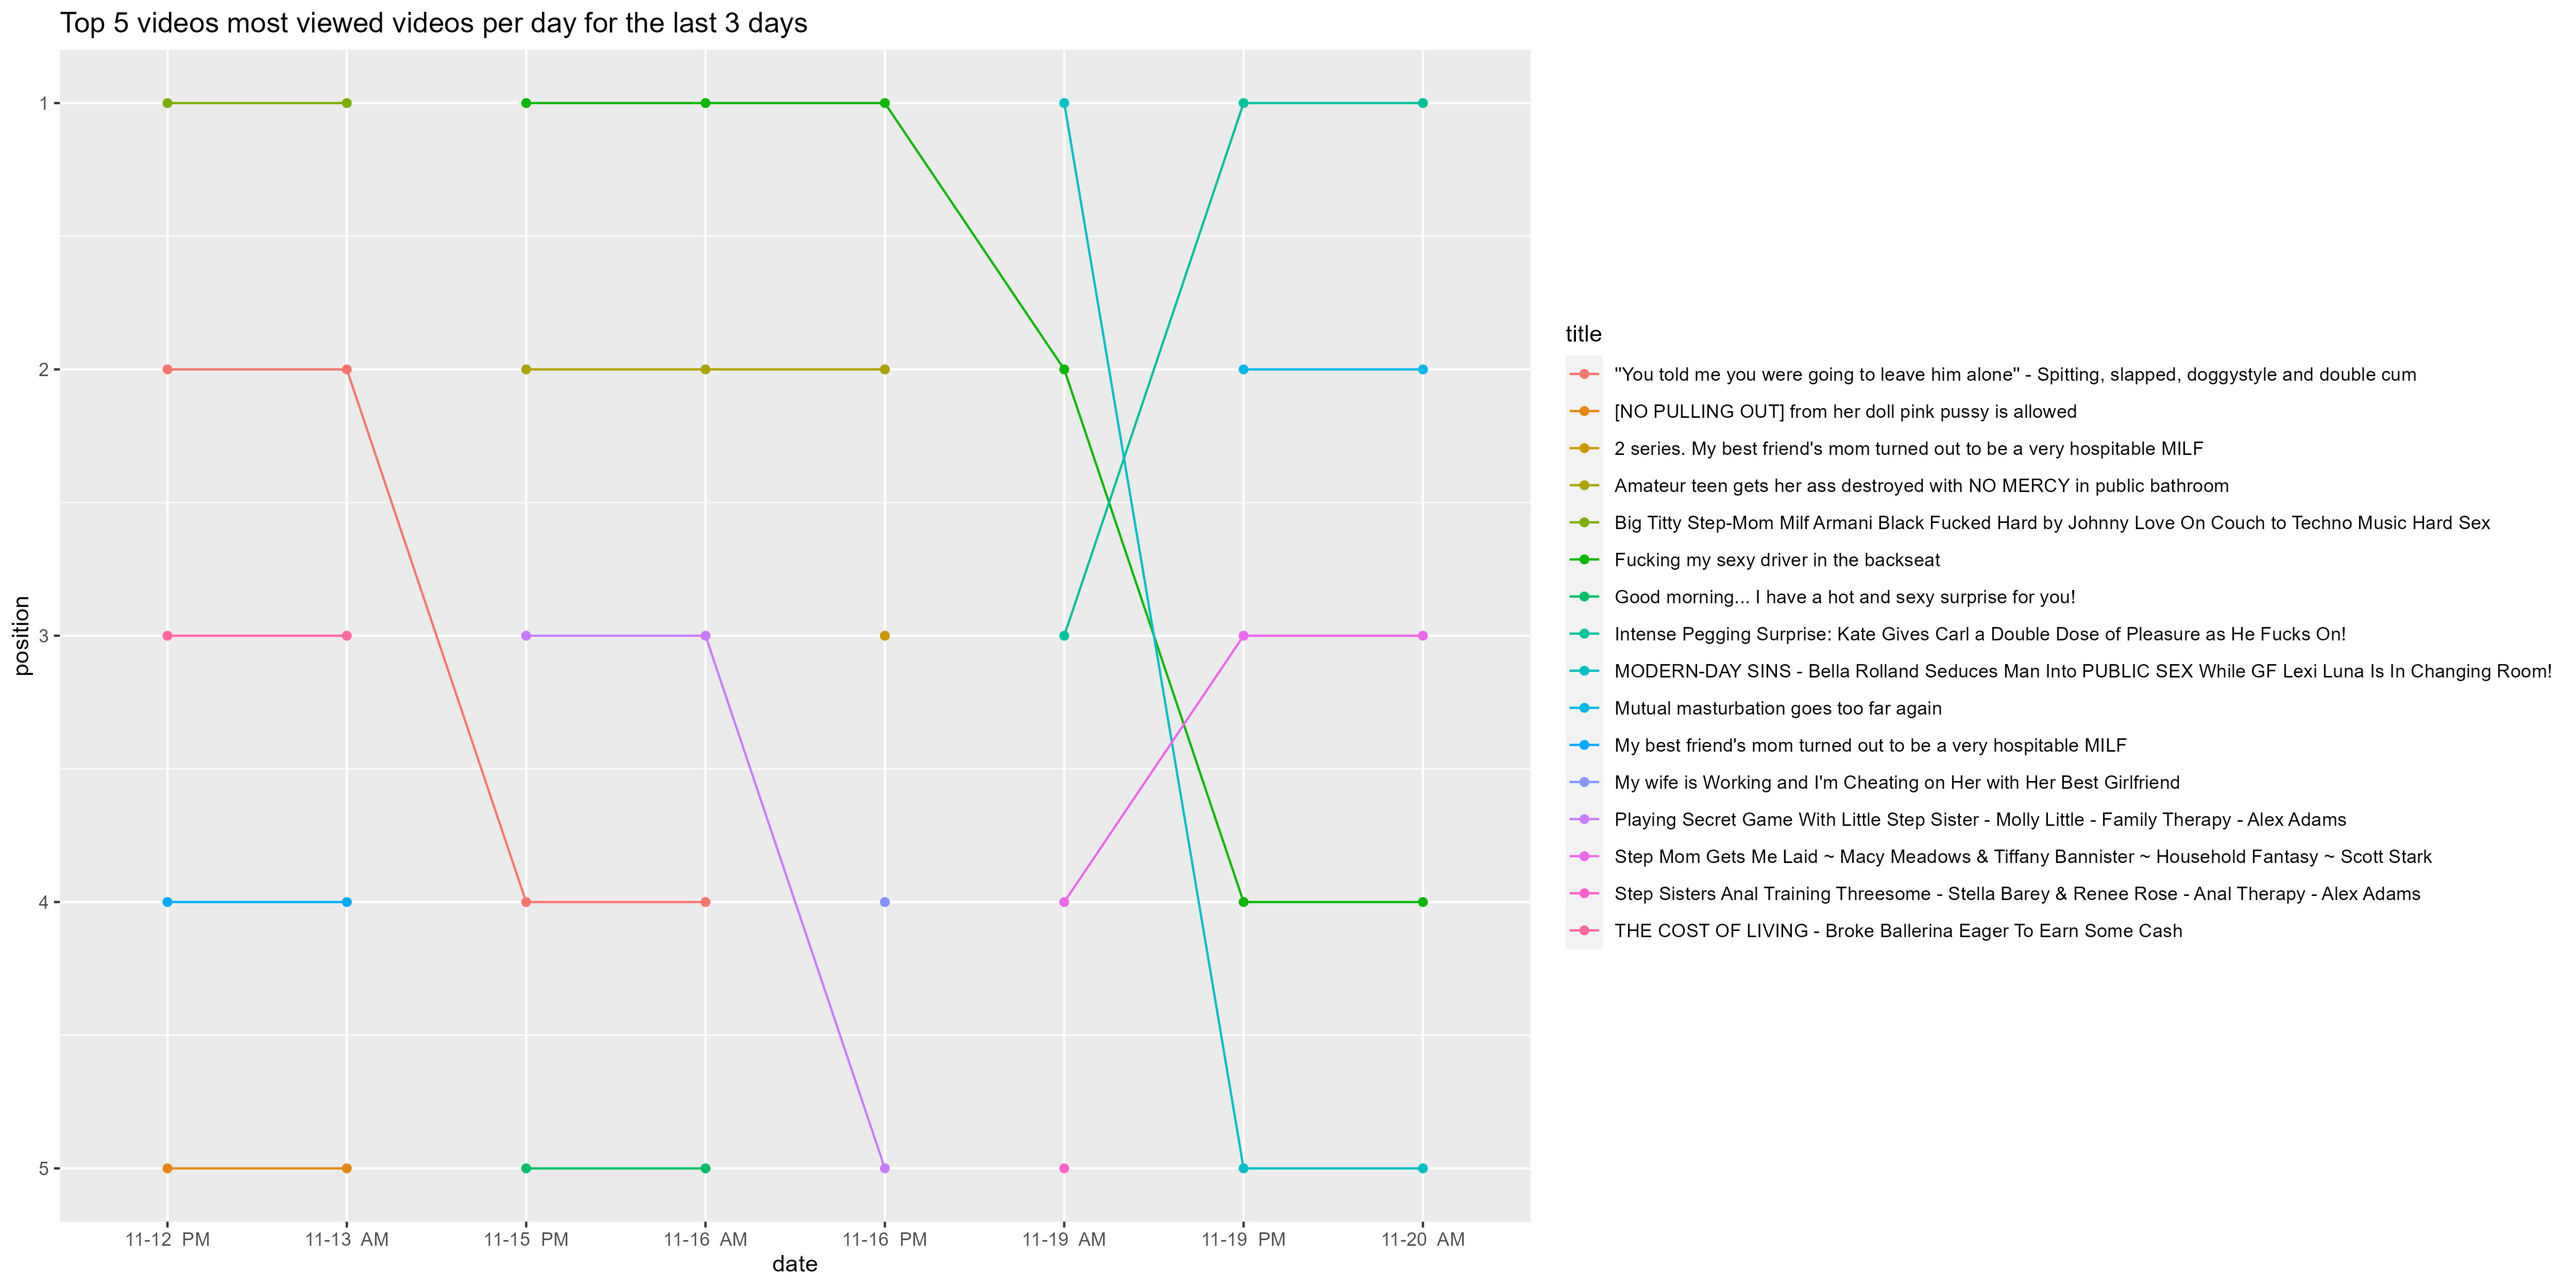 Top 5 videos most viewed videos per day for the last 3 days
position
1
2
3
4
5
11-12 PM
11-13 AM
11-15 PM
11-16 AM
11-16 PM
11-19 AM
11-19 PM
11-20 AM
date
title
"You told me you were going to leave him alone" - Spitting, slapped, doggystyle and double cum
[NO PULLING OUT] from her doll pink pussy is allowed
2 series. My best friend's mom turned out to be a very hospitable MILF
Amateur teen gets her ass destroyed with NO MERCY in public bathroom
Big Titty Step-Mom Milf Armani Black Fucked Hard by Johnny Love On Couch to Techno Music Hard Sex
Fucking my sexy driver in the backseat
Good morning... I have a hot and sexy surprise for you!
Intense Pegging Surprise: Kate Gives Carl a Double Dose of Pleasure as He Fucks On!
MODERN-DAY SINS - Bella Rolland Seduces Man Into PUBLIC SEX While GF Lexi Luna Is In Changing Room!
Mutual masturbation goes too far again
My best friend's mom turned out to be a very hospitable MILF
My wife is Working and I'm Cheating on Her with Her Best Girlfriend
Playing Secret Game With Little Step Sister - Molly Little - Family Therapy - Alex Adams
Step Mom Gets Me Laid ~ Macy Meadows & Tiffany Bannister ~ Household Fantasy ~ Scott Stark
Step Sisters Anal Training Threesome - Stella Barey & Renee Rose - Anal Therapy - Alex Adams
THE COST OF LIVING - Broke Ballerina Eager To Earn Some Cash